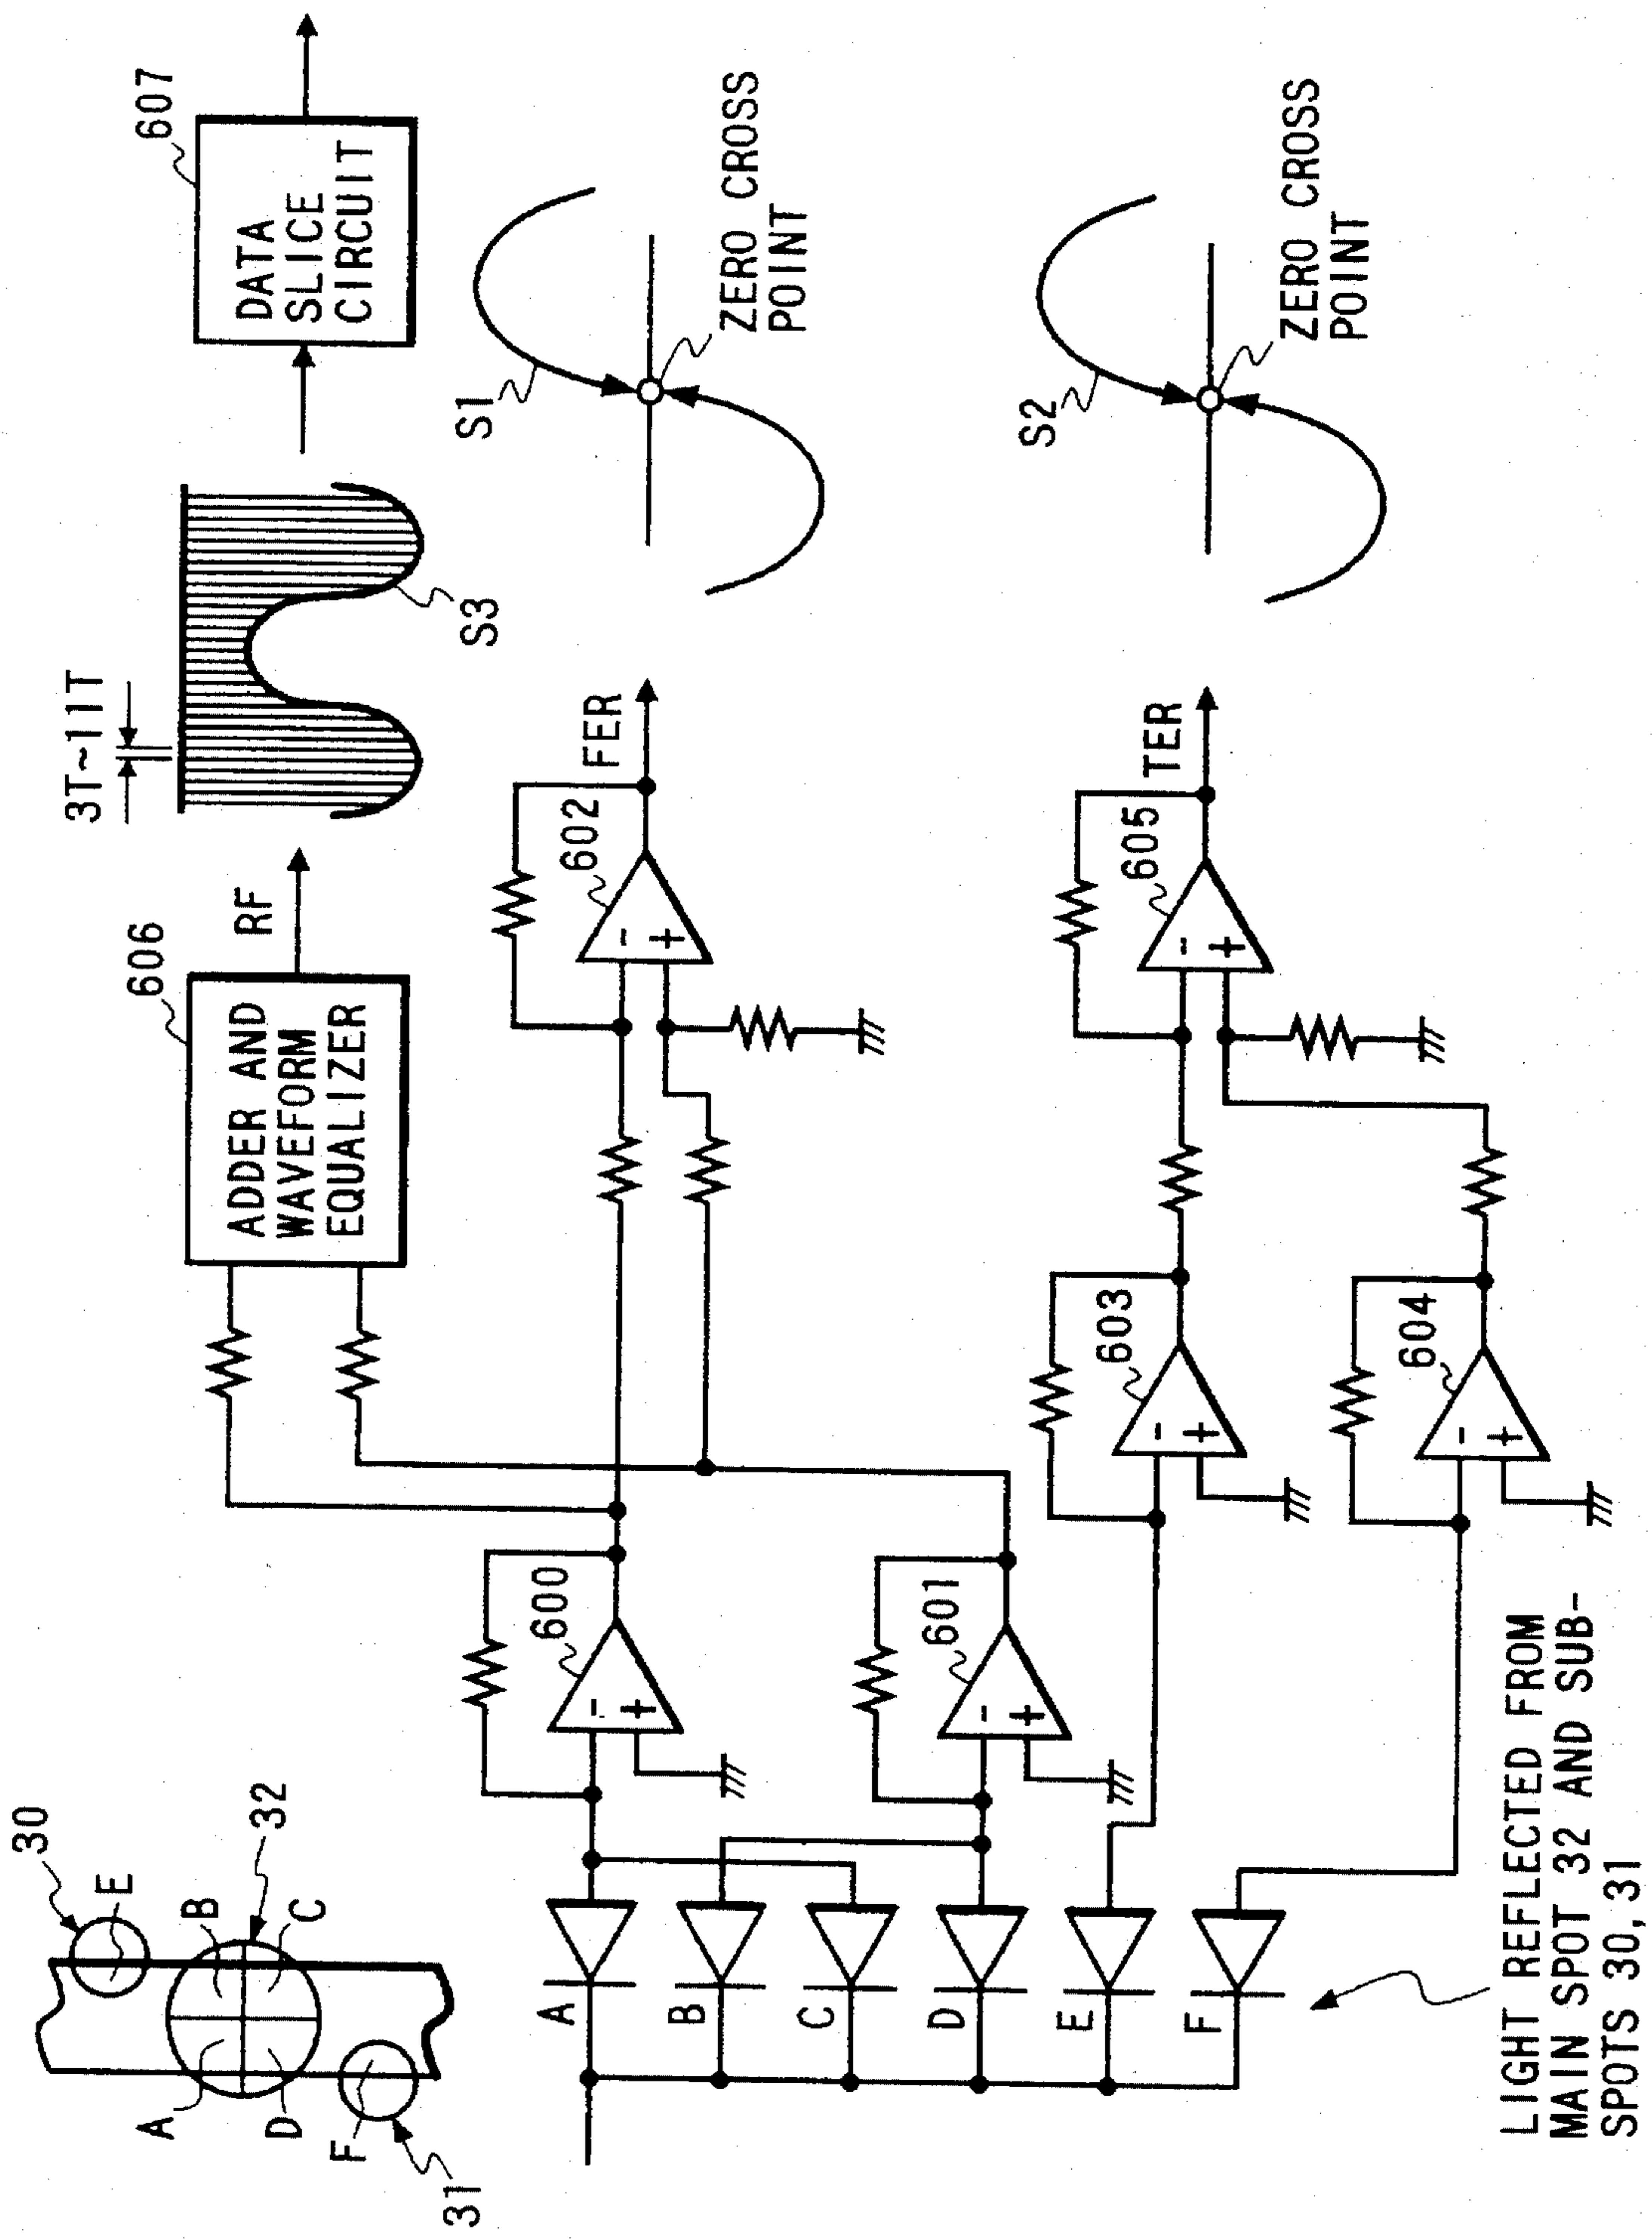 30
E
B
32
C
A
D
F
31
606
ADDER AND
WAVEFORM
EQUALIZER
RF
3T~11T
S3
607
DATA
SLICE
CIRCUIT
A
B
C
D
E
F
600
-
+
601
-
+
602
-
+
FER
S1
ZERO CROSS
POINT
603
-
+
604
-
+
605
-
+
TER
S2
ZERO CROSS
POINT
LIGHT REFLECTED FROM
MAIN SPOT 32 AND SUB-
SPOTS 30, 31